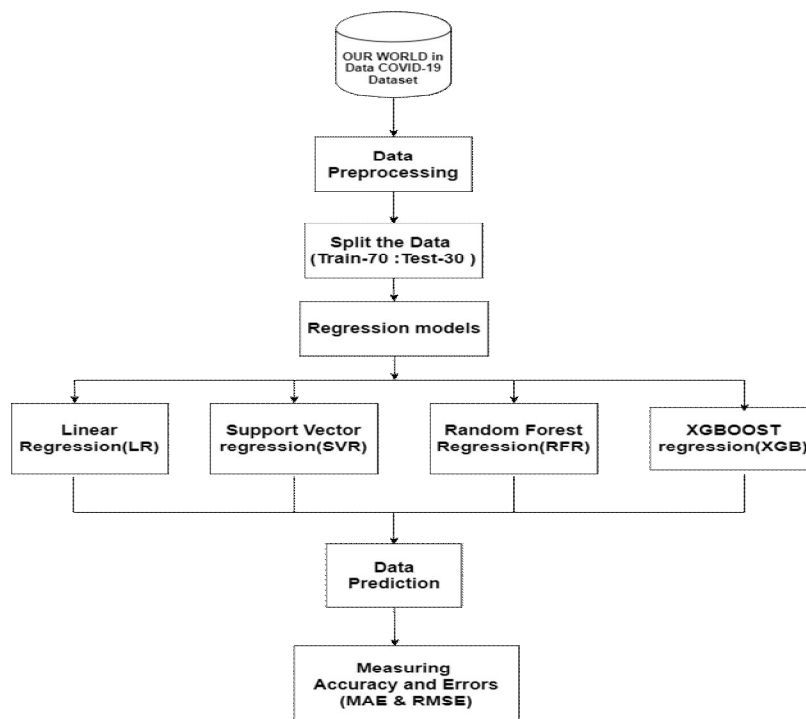 OUR WORLD in
Data COVID-19
Dataset
Data
Preprocessing
Split the Data
(Train-70 :Test-30 )
Regression models
Linear
Regression(LR)
Support Vector
regression(SVR)
Random Forest
Regression(RFR)
XGBOOST
regression(XGB)
Data
Prediction
Measuring
Accuracy and Errors
(MAE & RMSE)